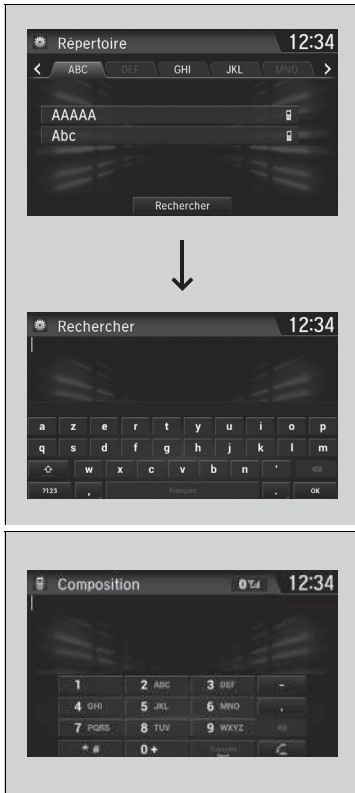 Répertoire 12:34
ABC DEF GHI JKL MNO
AAAAA
Abc
Rechercher
Rechercher 12:34
a z e r t y u i o p
q s d f g h j k l m
w x c v b n '
?123 , Français . OK
Composition 12:34
1 2 ABC 3 DEF -
4 GHI 5 JKL 6 MNO .
7 PQRS 8 TUV 9 WXYZ
* # 0 + Français